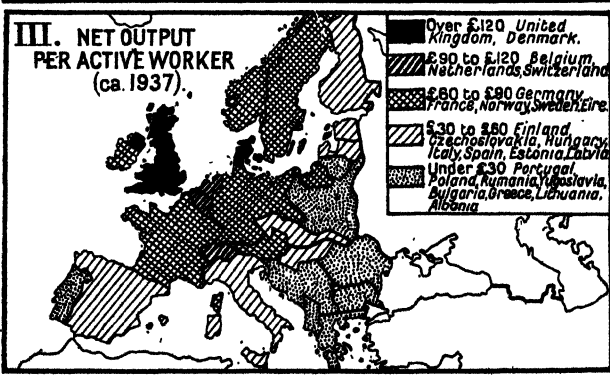 III. NET OUTPUT
PER ACTIVE WORKER
(ca. 1937).
Over £120 United
Kingdom, Denmark.
£90 to £120 Belgium,
Netherlands, Switzerland
£60 to £90 Germany,
France, Norway, Sweden, Eire.
£30 to £60 Finland,
Czechoslovakia, Hungary,
Italy, Spain, Estonia, Latvia
Under £30 Portugal,
Poland, Rumania, Yugoslavia,
Bulgaria, Greece, Lithuania,
Albania